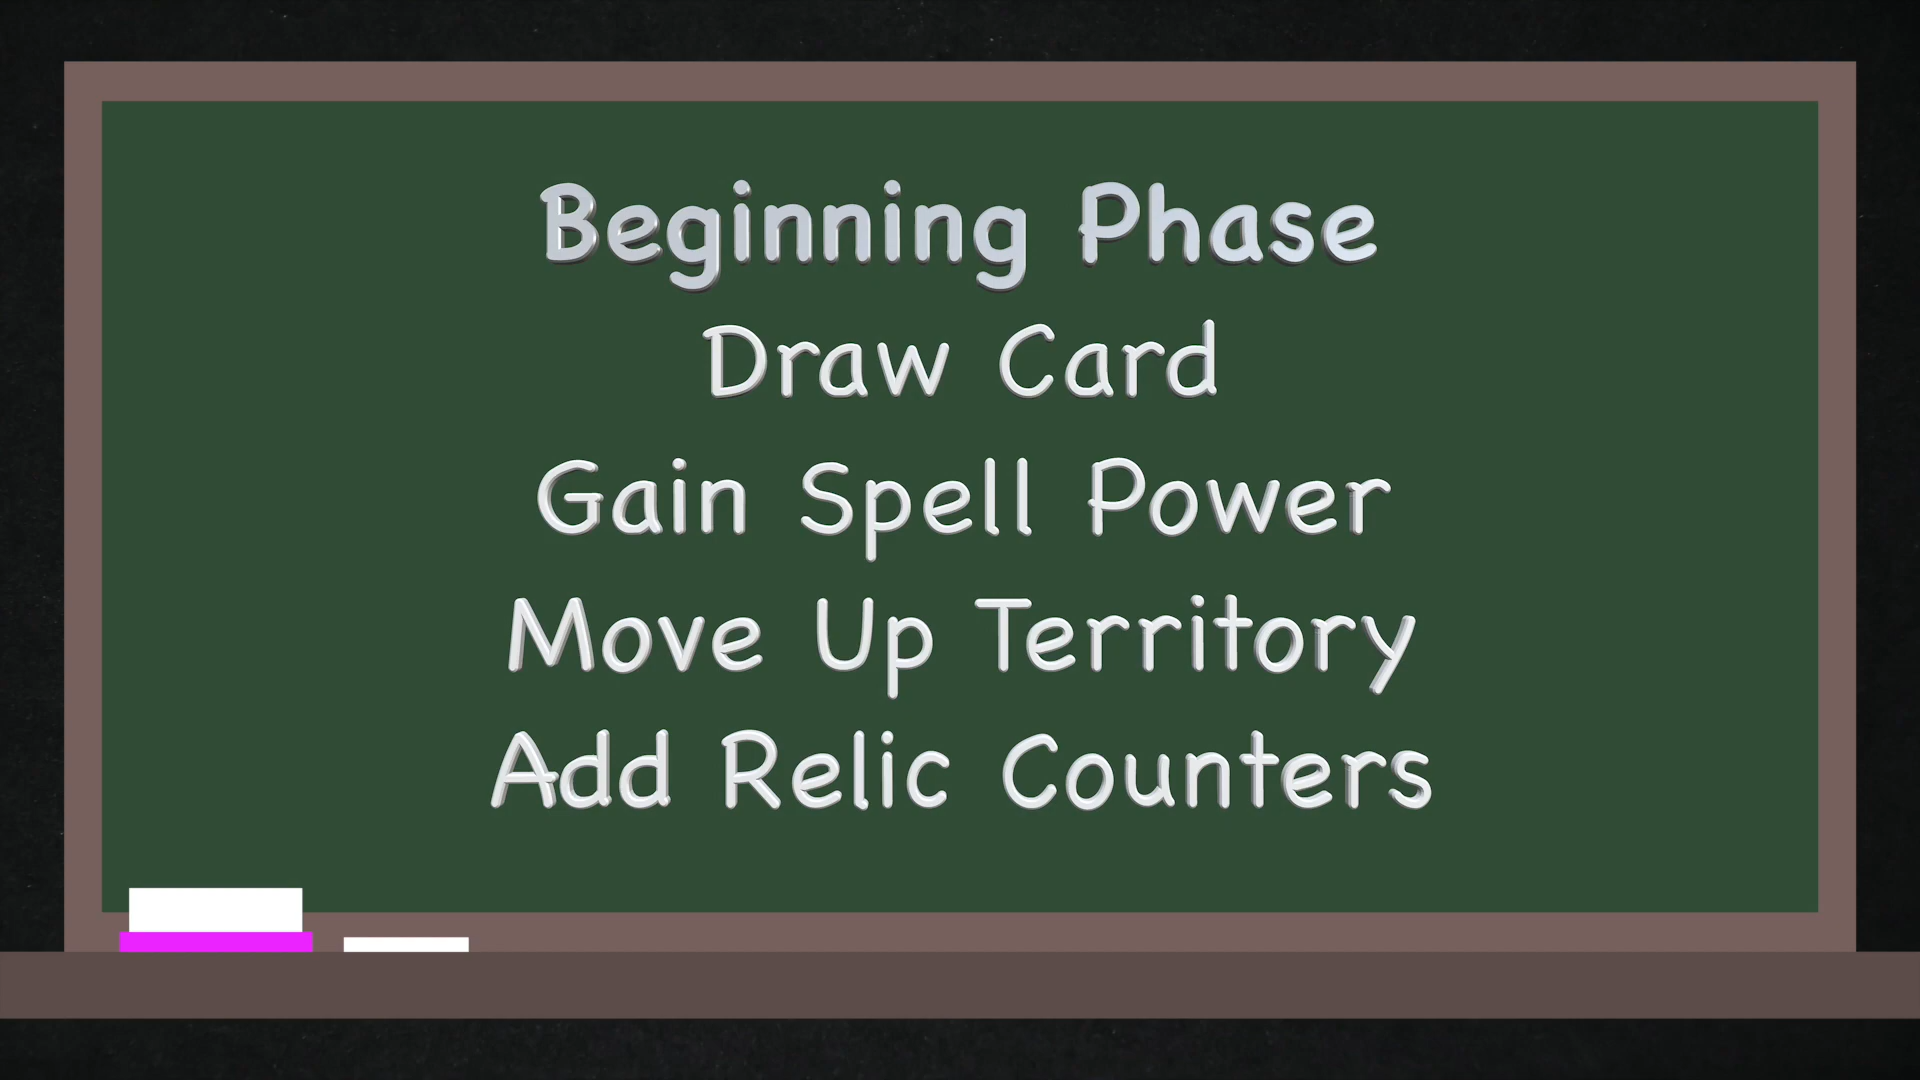 Beginning Phase
Draw Card
Gain Spell Power
Move Up Territory
Add Relic Counters